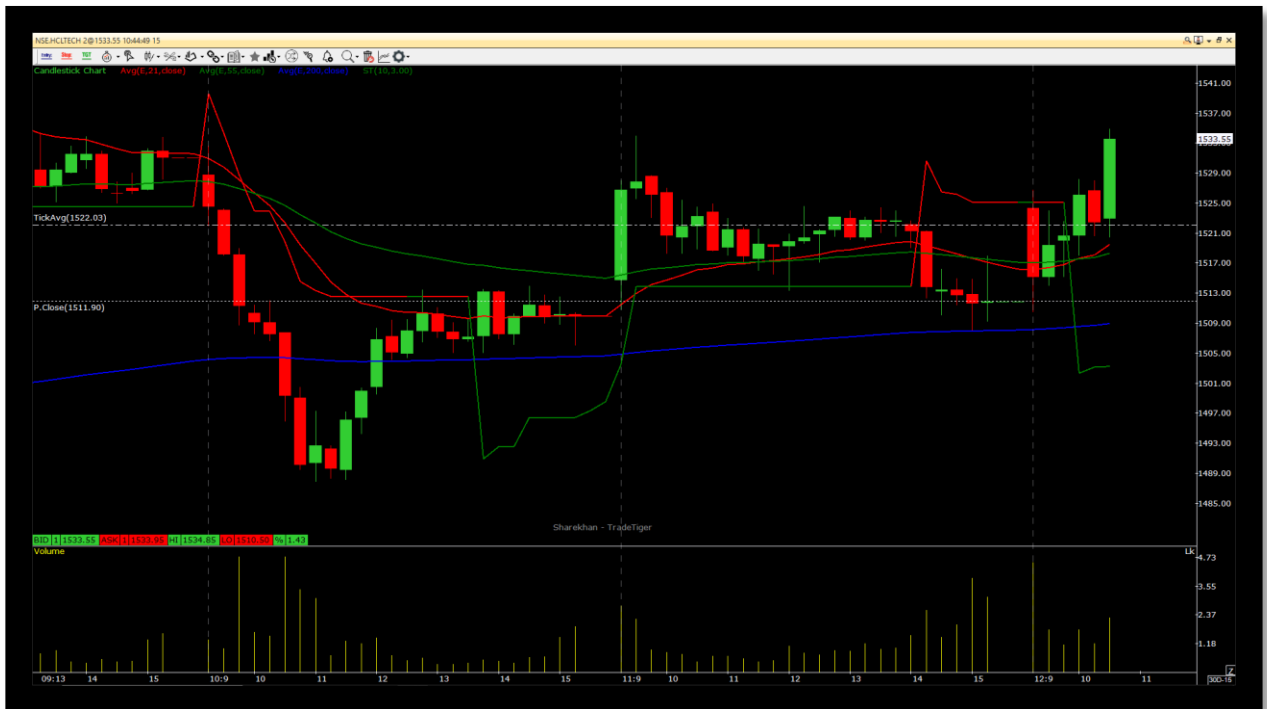 NSE.HCLTECH 2@1533.55 10:44:49 15
Candlestick Chart Avg(E,21,close) Avg(E,55,close) Avg(E,200,close) ST(10,3.00)
1541.00
1537.00
1533.55
1529.00
1525.00
TickAvg(1522.03)
1521.00
1517.00
1513.00
P.Close(1511.90)
1509.00
1505.00
1501.00
1497.00
1493.00
1489.00
1485.00
Sharekhan - TradeTiger
BID 1 1533.55 ASK 1 1533.95 HI 1534.85 LO 1510.50 % 1.43
Volume
Lk
4.73
3.55
2.37
1.18
Z
09:13 14 15 10:9 10 11 12 13 14 15 11:9 10 11 12 13 14 15 12:9 10 11 30D-15